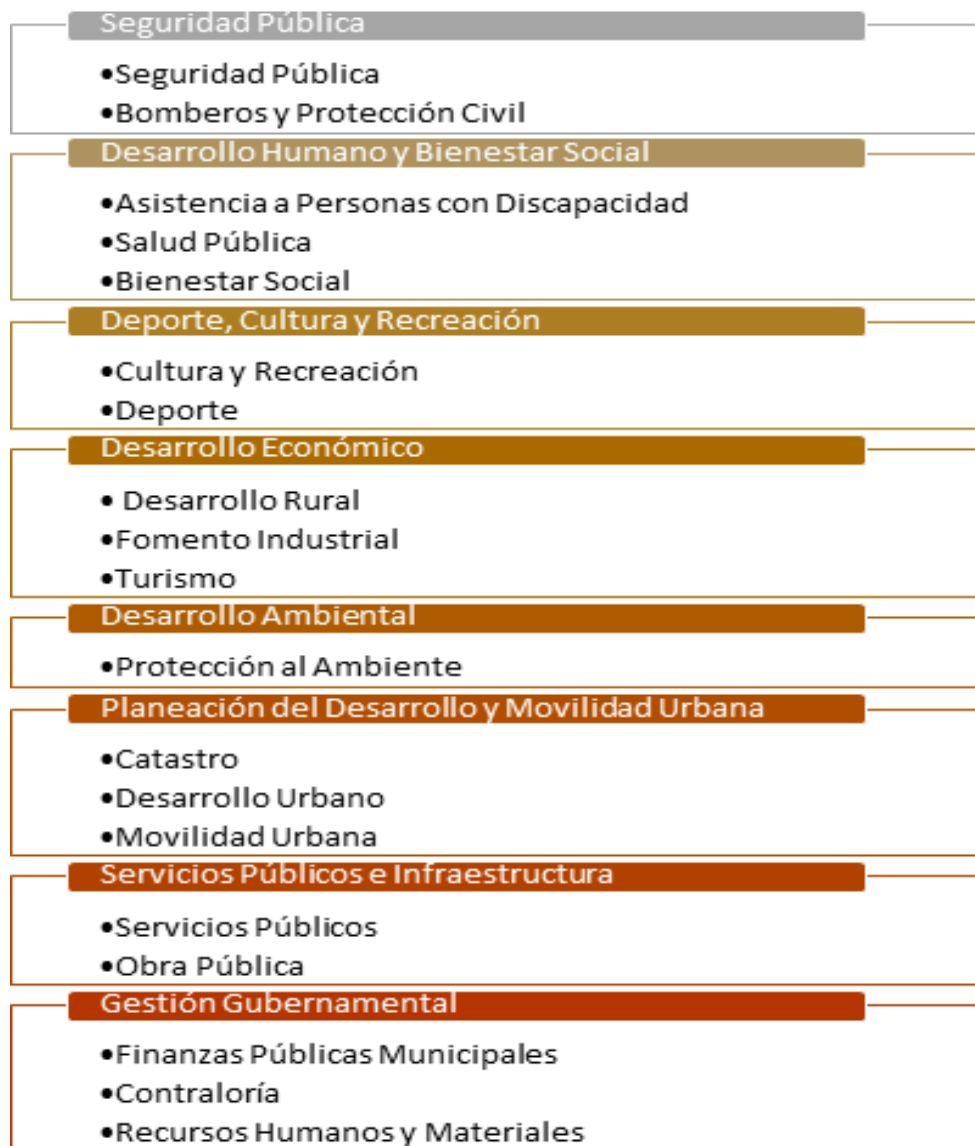 Seguridad Pública
•Seguridad Pública
•Bomberos y Protección Civil
Desarrollo Humano y Bienestar Social
•Asistencia a Personas con Discapacidad
•Salud Pública
•Bienestar Social
Deporte, Cultura y Recreación
•Cultura y Recreación
•Deporte
Desarrollo Económico
• Desarrollo Rural
•Fomento Industrial
•Turismo
Desarrollo Ambiental
•Protección al Ambiente
Planeación del Desarrollo y Movilidad Urbana
•Catastro
•Desarrollo Urbano
•Movilidad Urbana
Servicios Públicos e Infraestructura
•Servicios Públicos
•Obra Pública
Gestión Gubernamental
•Finanzas Públicas Municipales
•Contraloría
•Recursos Humanos y Materiales